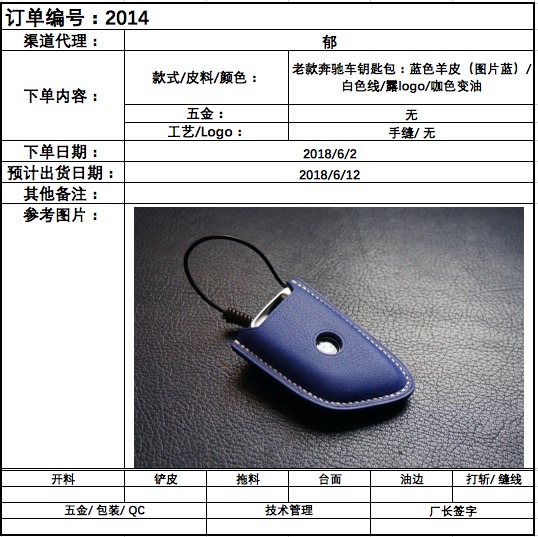 订单编号：2014
渠道代理：
郁
下单内容：
款式/皮料/颜色：
老款奔驰车钥匙包：蓝色羊皮（图片蓝）/
白色线/露logo/咖色变油
五金：
无
工艺/Logo：
手缝/ 无
下单日期：
2018/6/2
预计出货日期：
2018/6/12
其他备注：
参考图片：
开料
铲皮
拖料
台面
油边
打斩/ 缝线
五金/ 包装/ QC
技术管理
厂长签字